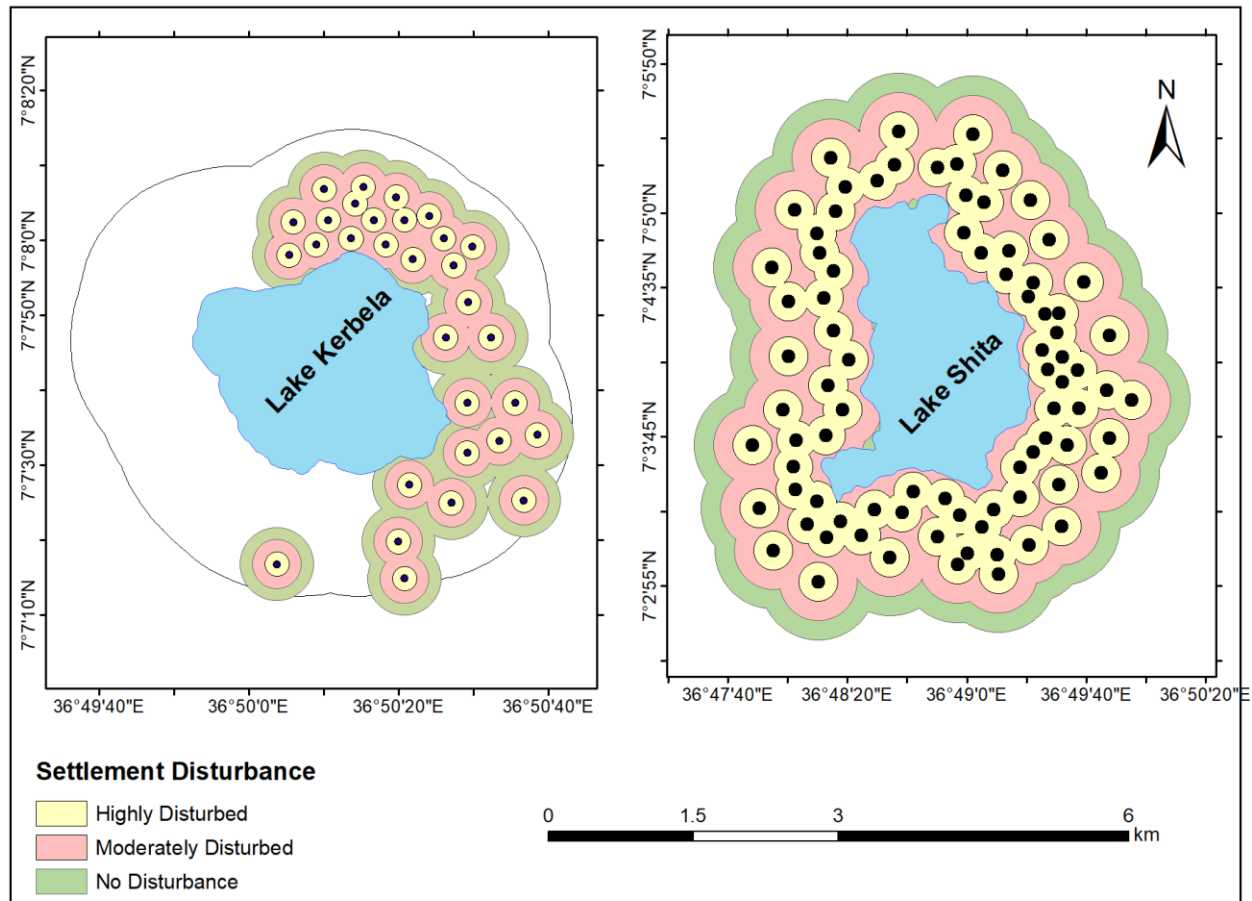 7°8'20"N
7°8'0"N
7°7'50"N
7°7'30"N
7°7'10"N
36°49'40"E
36°50'0"E
36°50'20"E
36°50'40"E
Lake Kerbela
7°5'50"N
7°5'0"N
7°4'35"N
7°3'45"N
7°2'55"N
36°47'40"E
36°48'20"E
36°49'0"E
36°49'40"E
36°50'20"E
Lake Shita
N
Settlement Disturbance
Highly Disturbed
Moderately Disturbed
No Disturbance
0 1.5 3 6
km